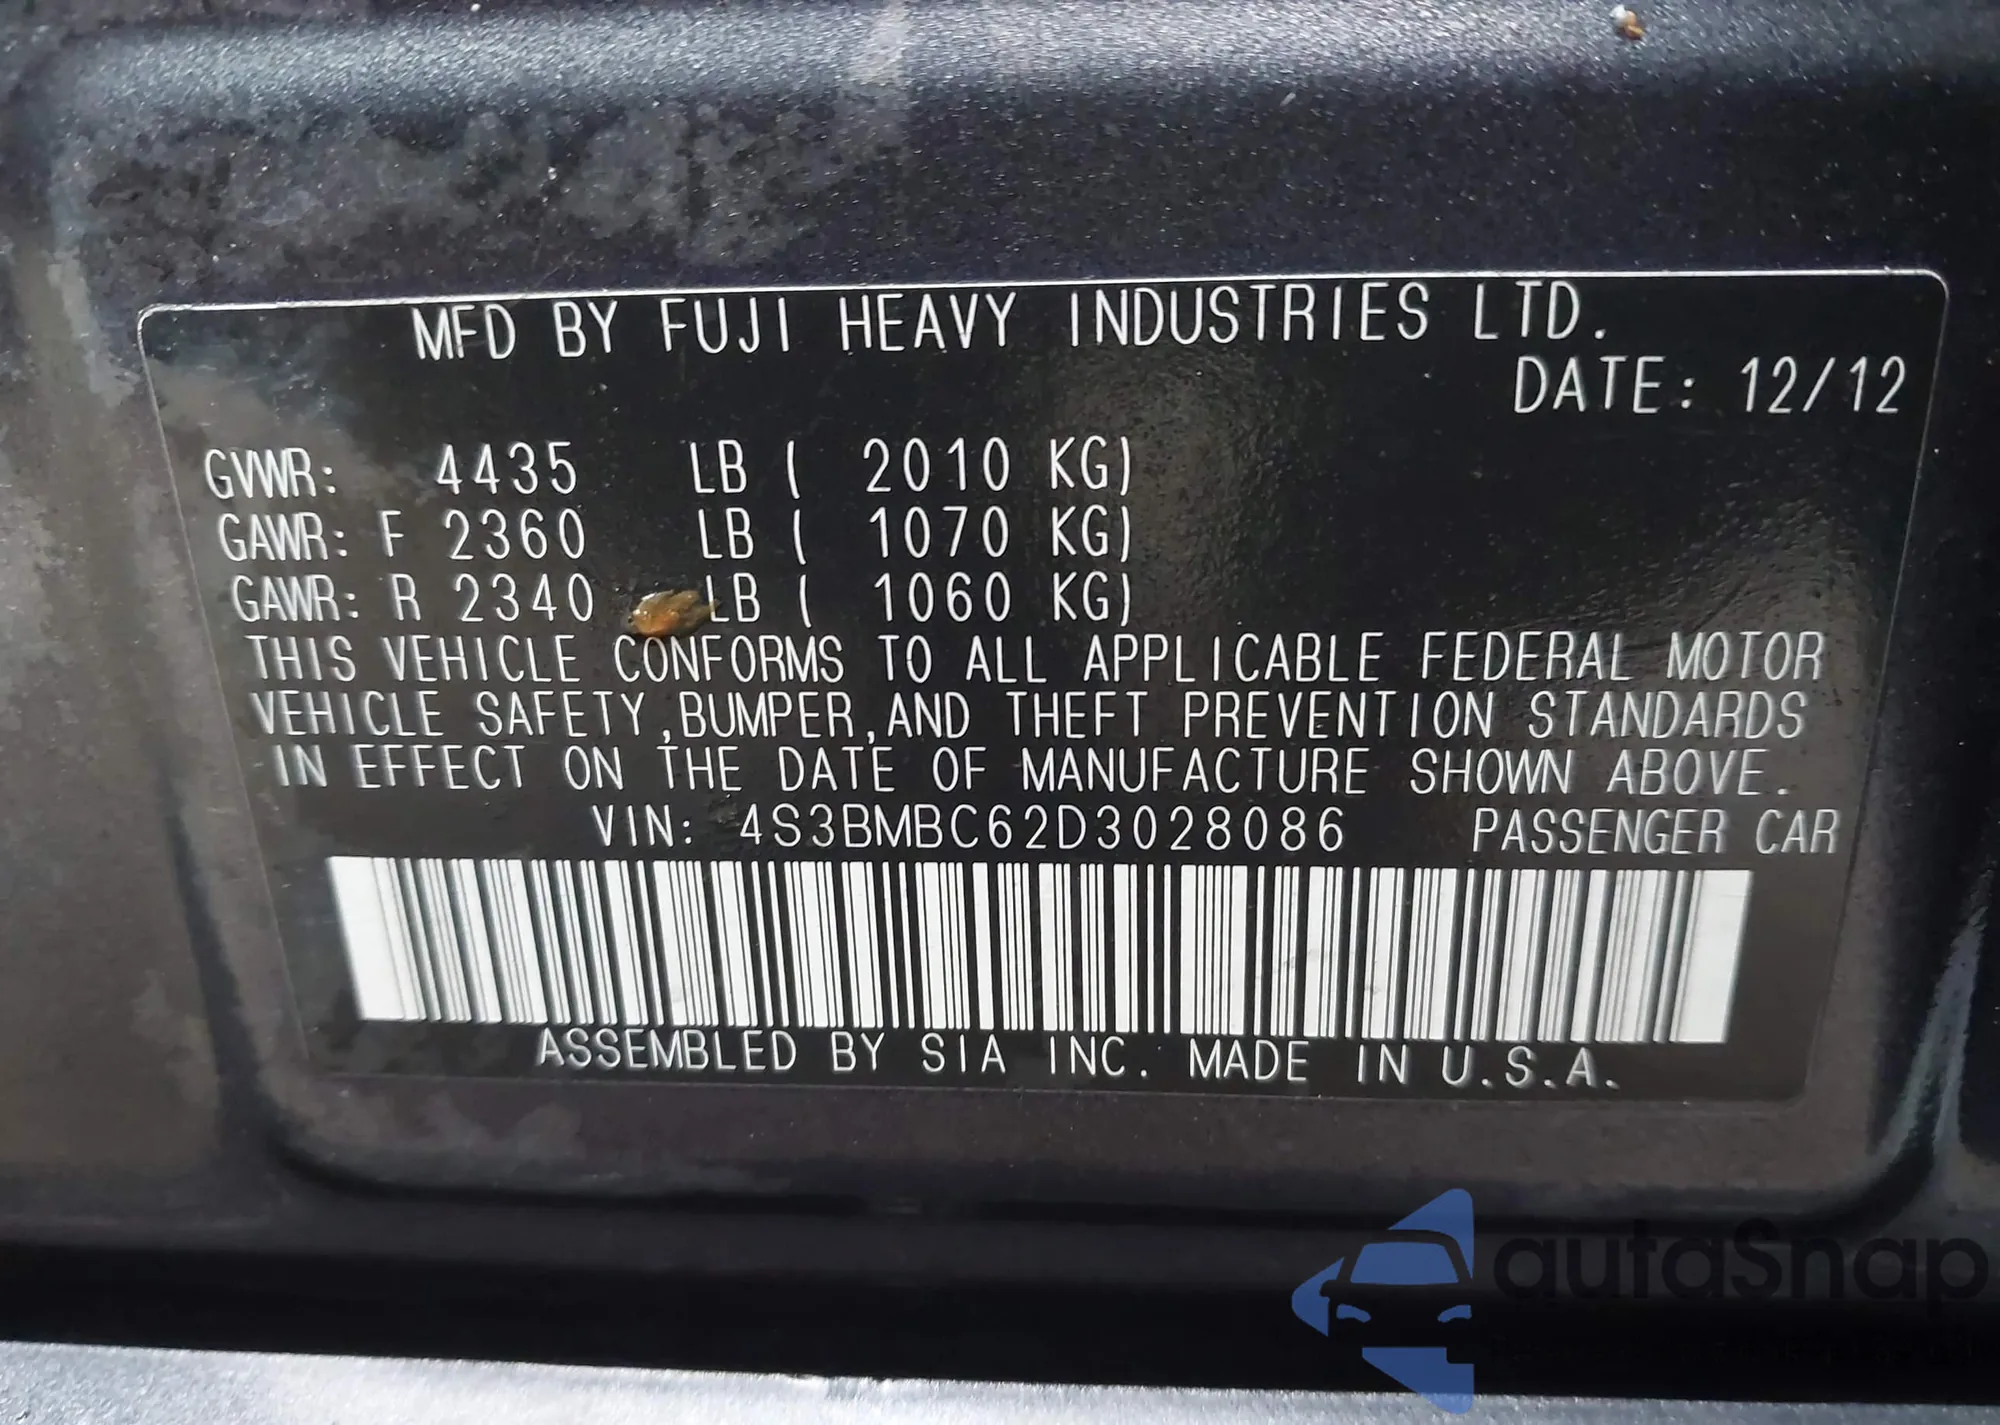 MFD BY FUJI HEAVY INDUSTRIES LTD.
DATE: 12/12
GVWR: 4435 LB ( 2010 KG)
GAWR: F 2360 LB ( 1070 KG)
GAWR: R 2340 LB ( 1060 KG)
THIS VEHICLE CONFORMS TO ALL APPLICABLE FEDERAL MOTOR
VEHICLE SAFETY,BUMPER,AND THEFT PREVENTION STANDARDS
IN EFFECT ON THE DATE OF MANUFACTURE SHOWN ABOVE.
VIN: 4S3BMBC62D3028086 PASSENGER CAR
ASSEMBLED BY SIA INC. MADE IN U.S.A.
autaSnap